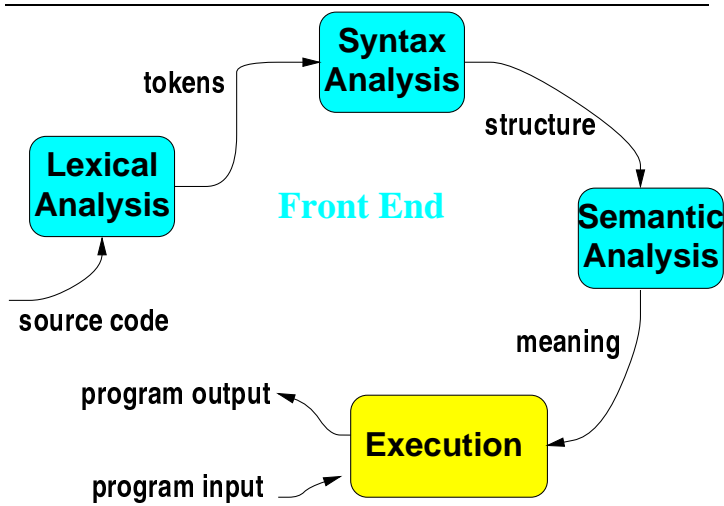 Syntax
Analysis
tokens
structure
Lexical
Analysis
Front End
Semantic
Analysis
source code
meaning
program output
Execution
program input